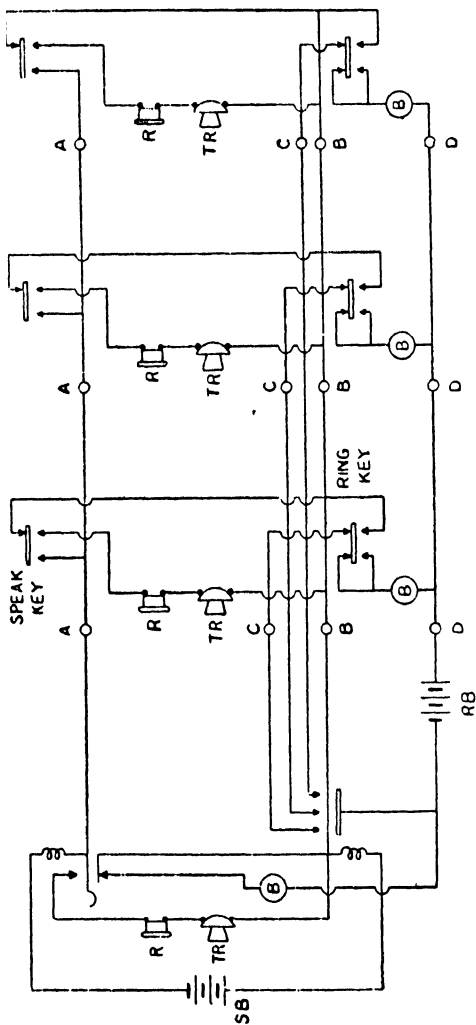 SPEAK
KEY
A A A
R R R R
TR TR TR TR
SB
B
C C C
B B B
RING
KEY
B B B
D D D
RB